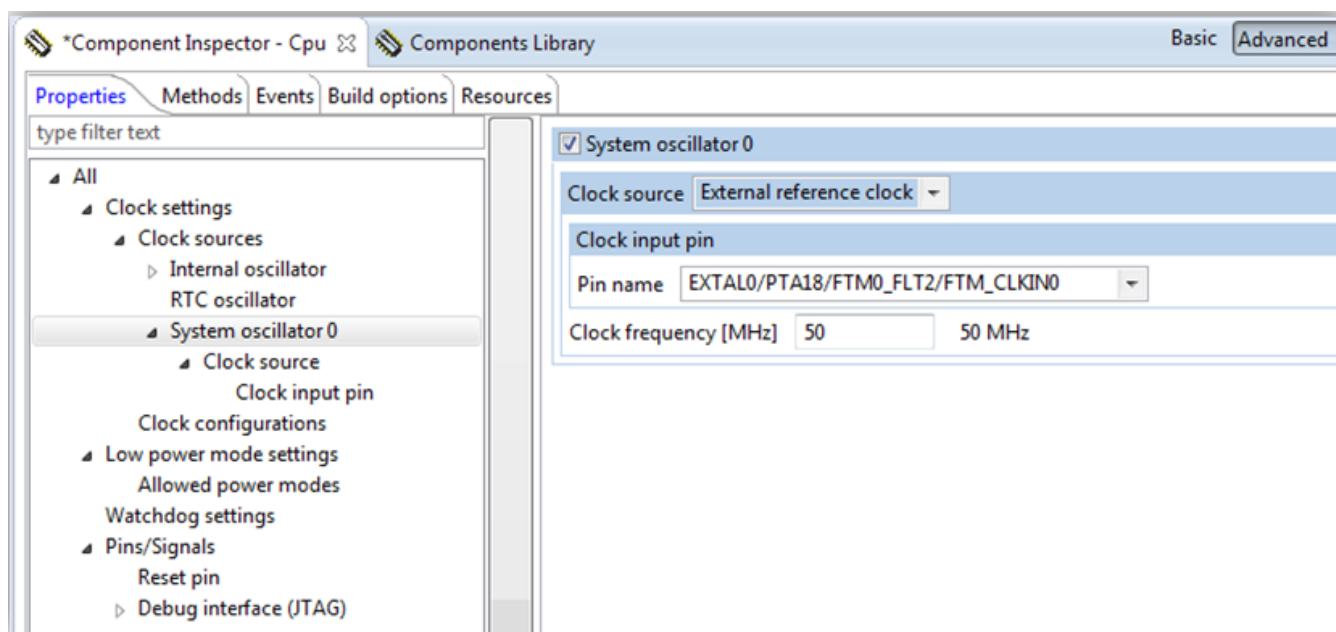 *Component Inspector - Cpu Components Library Basic Advanced
Properties Methods Events Build options Resources
type filter text
All
Clock settings
Clock sources
Internal oscillator
RTC oscillator
System oscillator 0
Clock source
Clock input pin
Clock configurations
Low power mode settings
Allowed power modes
Watchdog settings
Pins/Signals
Reset pin
Debug interface (JTAG)
System oscillator 0
Clock source External reference clock
Clock input pin
Pin name EXTAL0/PTA18/FTM0_FLT2/FTM_CLKIN0
Clock frequency [MHz] 50 50 MHz